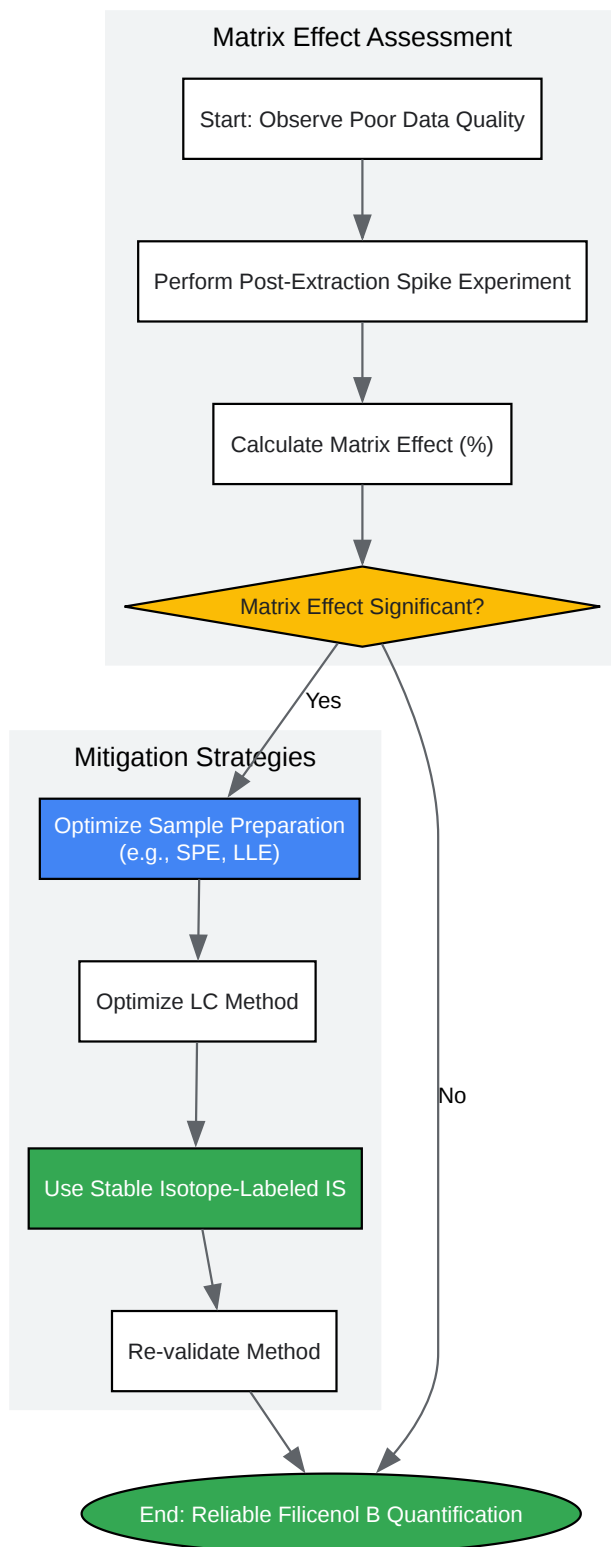 Matrix Effect Assessment
Start: Observe Poor Data Quality
Perform Post-Extraction Spike Experiment
Calculate Matrix Effect (%)
Matrix Effect Significant?
Yes
Mitigation Strategies
Optimize Sample Preparation
(e.g., SPE, LLE)
Optimize LC Method
No
Use Stable Isotope-Labeled IS
Re-validate Method
End: Reliable Filicenol B Quantification